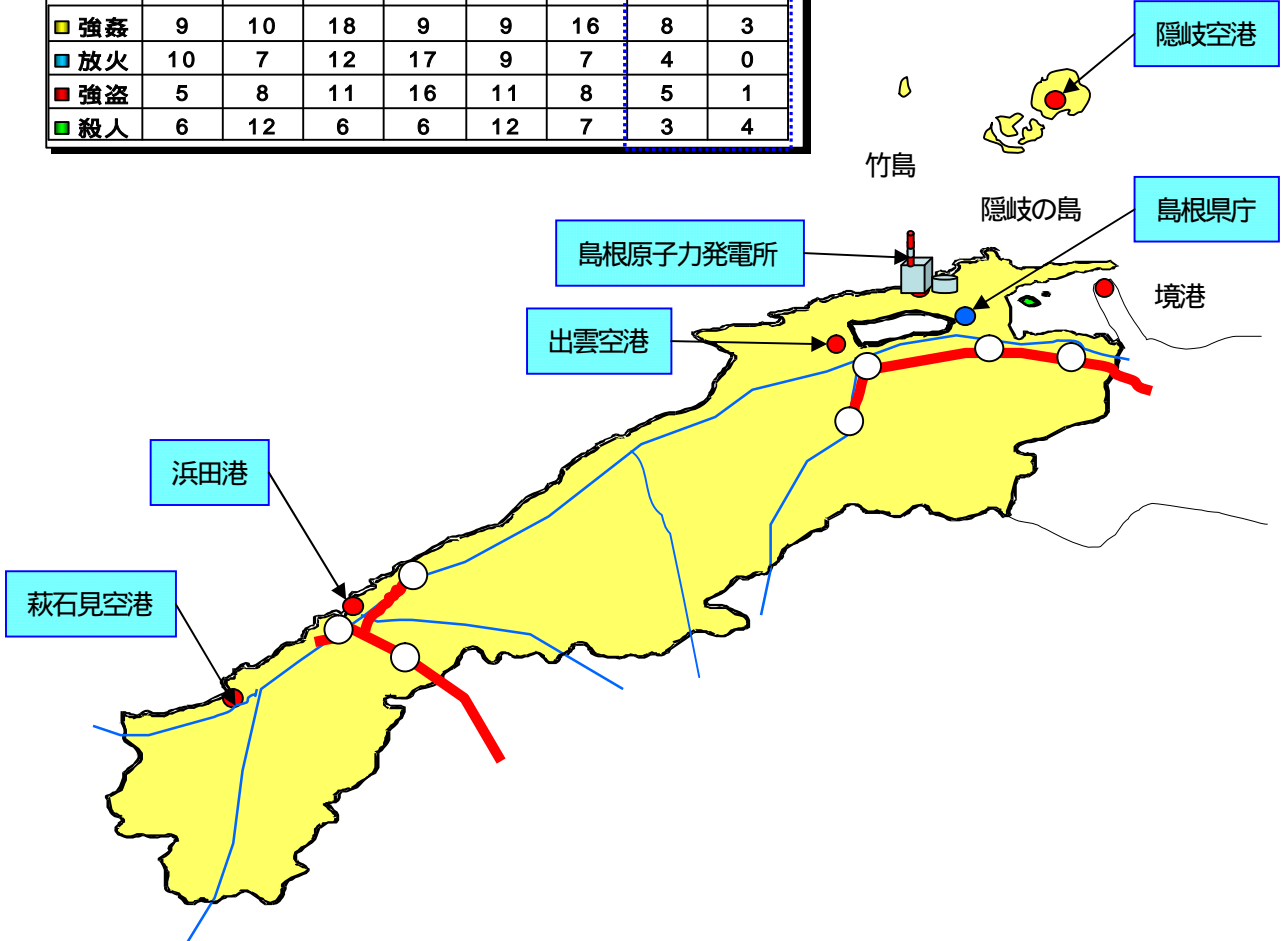 強姦 9 10 18 9 9 16 8 3
放火 10 7 12 17 9 7 4 0
強盗 5 8 11 16 11 8 5 1
殺人 6 12 6 6 12 7 3 4
隠岐空港
竹島
隠岐の島
島根県庁
島根原子力発電所
境港
出雲空港
浜田港
萩石見空港